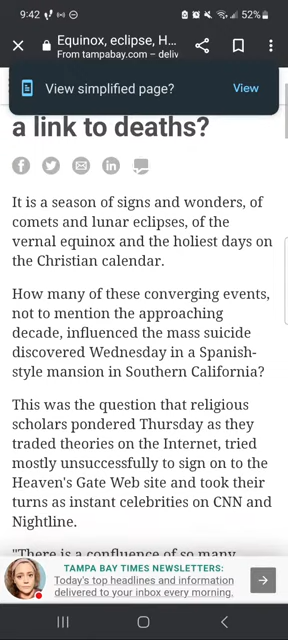 9:42
52%
Equinox, eclipse, H...
From tampabay.com – deliv
View simplified page?
View
a link to deaths?
It is a season of signs and wonders, of
comets and lunar eclipses, of the
vernal equinox and the holiest days on
the Christian calendar.
How many of these converging events,
not to mention the approaching
decade, influenced the mass suicide
discovered Wednesday in a Spanish-
style mansion in Southern California?
This was the question that religious
scholars pondered Thursday as they
traded theories on the Internet, tried
mostly unsuccessfully to sign on to the
Heaven's Gate Web site and took their
turns as instant celebrities on CNN and
Nightline.
"There is a confluence of so many
TAMPA BAY TIMES NEWSLETTERS:
Today's top headlines and information
delivered to your inbox every morning.